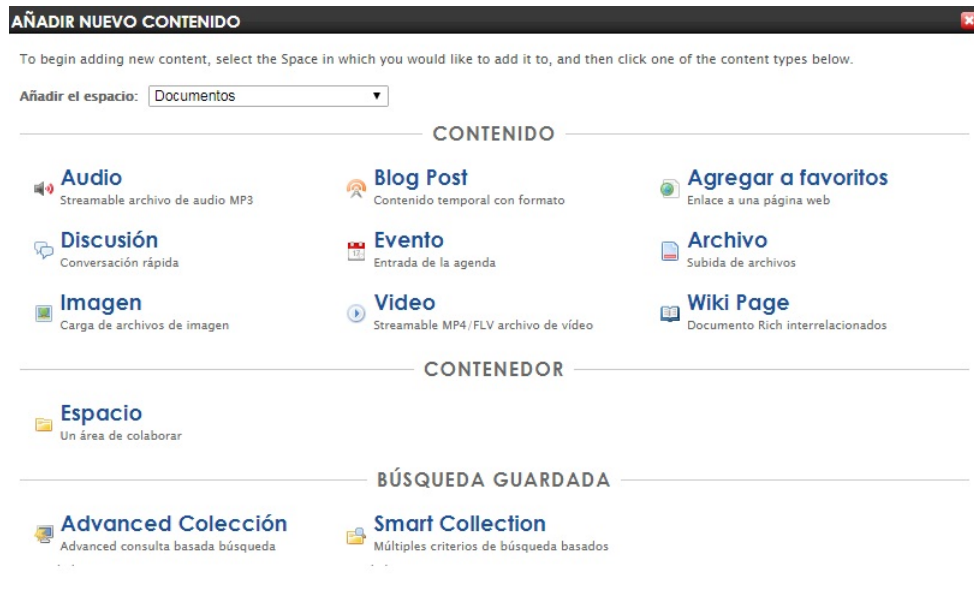 AÑADIR NUEVO CONTENIDO
To begin adding new content, select the Space in which you would like to add it to, and then click one of the content types below.
Añadir el espacio: Documentos
CONTENIDO
Audio
Streamable archivo de audio MP3
Blog Post
Contenido temporal con formato
Agregar a favoritos
Enlace a una página web
Discusión
Conversación rápida
Evento
Entrada de la agenda
Archivo
Subida de archivos
Imagen
Carga de archivos de imagen
Video
Streamable MP4/FLV archivo de vídeo
Wiki Page
Documento Rich interrelacionados
CONTENEDOR
Espacio
Un área de colaborar
BÚSQUEDA GUARDADA
Advanced Colección
Advanced consulta basada búsqueda
Smart Collection
Múltiples criterios de búsqueda basados